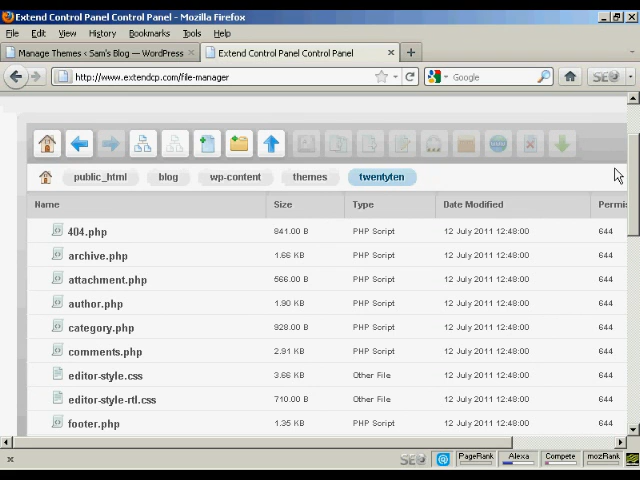 Extend Control Panel Control Panel - Mozilla Firefox
File Edit View History Bookmarks Tools Help
Manage Themes ‹ Sam's Blog — WordPress × Extend Control Panel Control Panel × +
http://www.extendcp.com/file-manager Google SEO
public_html blog wp-content themes twentyten
Name Size Type Date Modified Permis
404.php 841.00 B PHP Script 12 July 2011 12:48:00 644
archive.php 1.66 KB PHP Script 12 July 2011 12:48:00 644
attachment.php 566.00 B PHP Script 12 July 2011 12:48:00 644
author.php 1.90 KB PHP Script 12 July 2011 12:48:00 644
category.php 928.00 B PHP Script 12 July 2011 12:48:00 644
comments.php 2.91 KB PHP Script 12 July 2011 12:48:00 644
editor-style.css 3.66 KB Other File 12 July 2011 12:48:00 644
editor-style-rtl.css 710.00 B Other File 12 July 2011 12:48:00 644
footer.php 1.35 KB PHP Script 12 July 2011 12:48:00 644
× SEO @ PageRank Alexa Compete mozRank